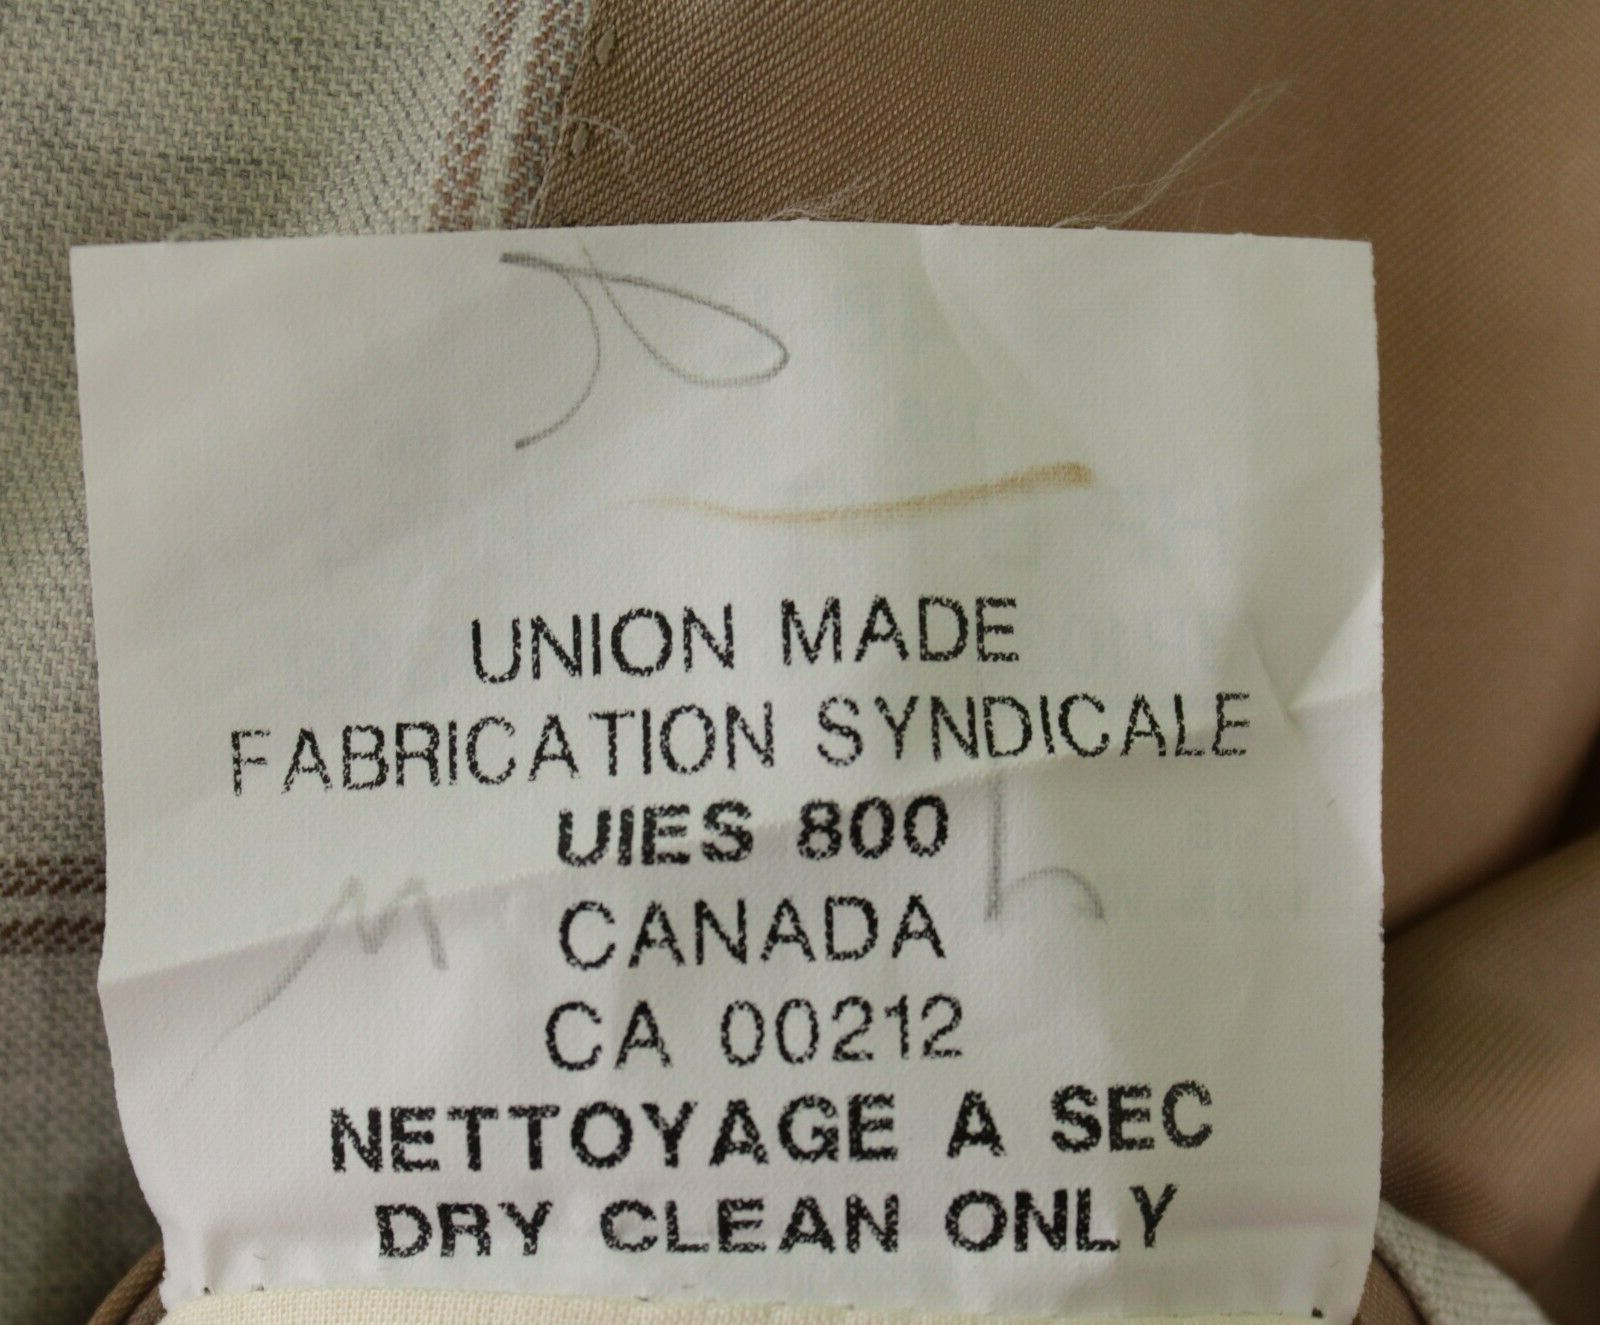 UNION MADE
FABRICATION SYNDICALE
UIES 800
CANADA
CA 00212
NETTOYAGE A SEC
DRY CLEAN ONLY